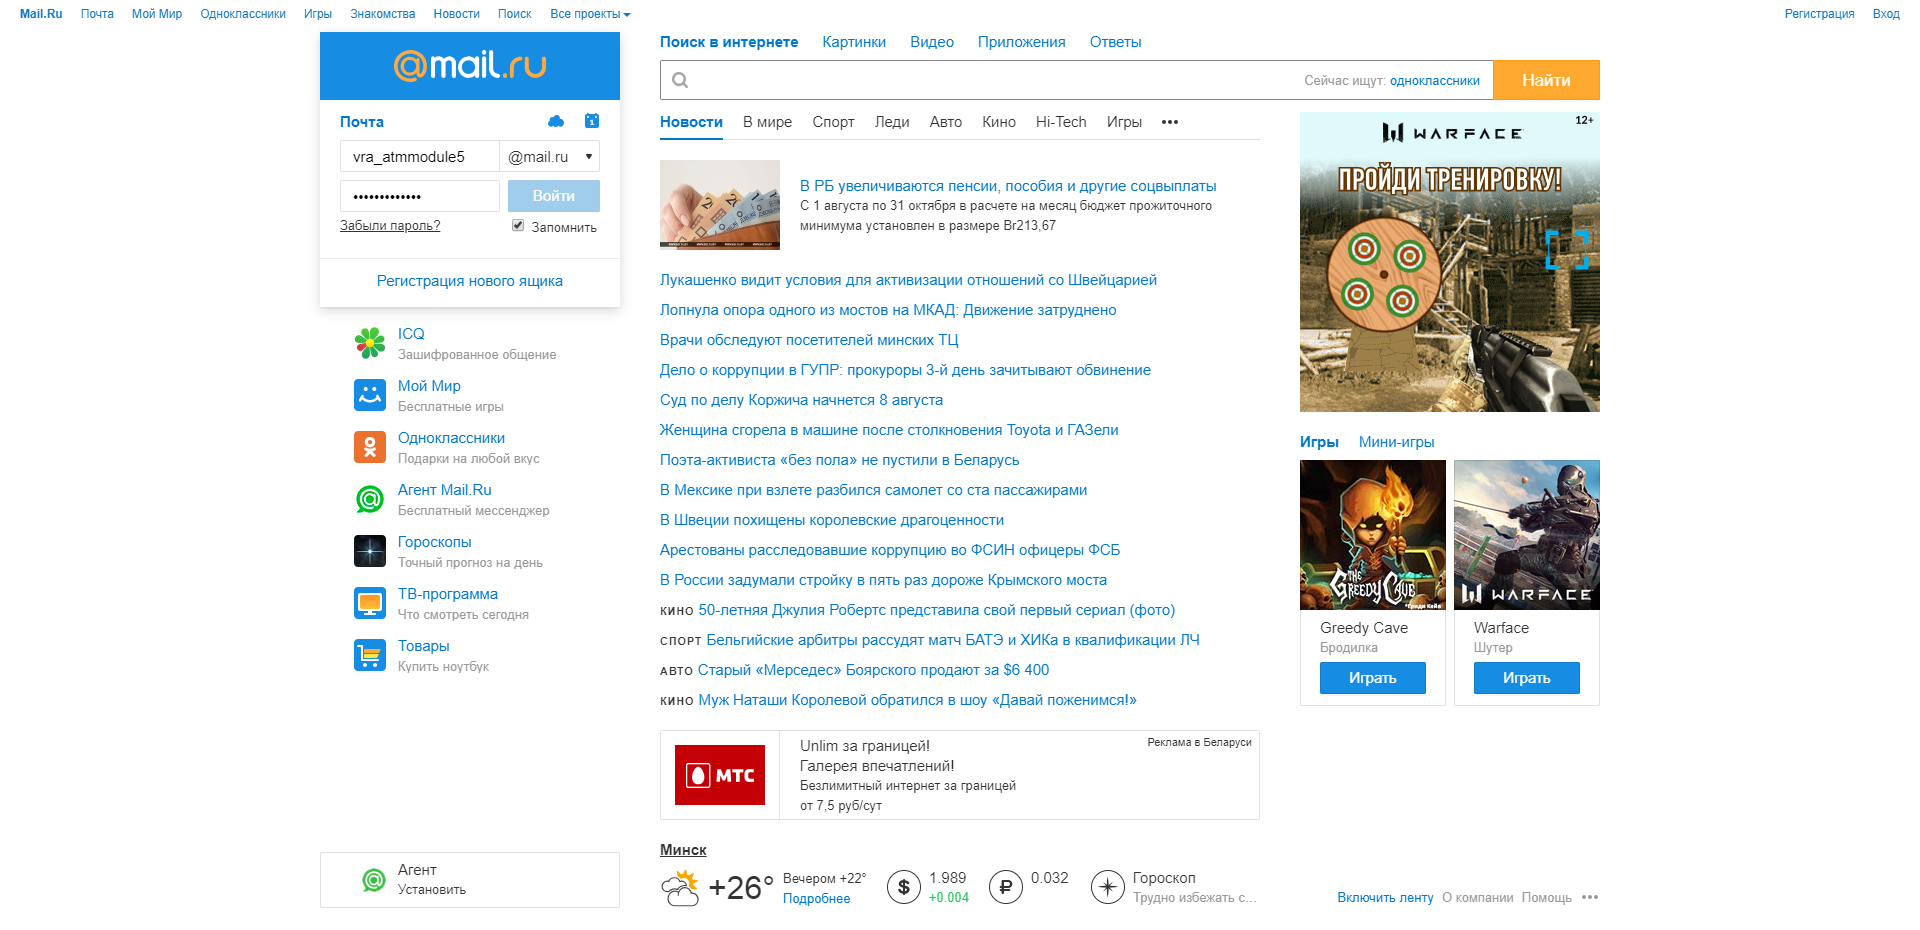 Mail.Ru Почта Мой Мир Одноклассники Игры Знакомства Новости Поиск Все проекты Регистрация Вход
@mail.ru
Почта
1
vra_atmmodule5 @mail.ru
••••••••••••• Войти
Забыли пароль? Запомнить
Регистрация нового ящика
ICQ
Зашифрованное общение
Мой Мир
Бесплатные игры
Одноклассники
Подарки на любой вкус
Агент Mail.Ru
Бесплатный мессенджер
Гороскопы
Точный прогноз на день
ТВ-программа
Что смотреть сегодня
Товары
Купить ноутбук
Агент
Установить
Поиск в интернете Картинки Видео Приложения Ответы
Сейчас ищут: одноклассники Найти
Новости В мире Спорт Леди Авто Кино Hi-Tech Игры •••
В РБ увеличиваются пенсии, пособия и другие соцвыплаты
С 1 августа по 31 октября в расчете на месяц бюджет прожиточного
минимума установлен в размере Br213,67
Лукашенко видит условия для активизации отношений со Швейцарией
Лопнула опора одного из мостов на МКАД: Движение затруднено
Врачи обследуют посетителей минских ТЦ
Дело о коррупции в ГУПР: прокуроры 3-й день зачитывают обвинение
Суд по делу Коржича начнется 8 августа
Женщина сгорела в машине после столкновения Toyota и ГАЗели
Поэта-активиста «без пола» не пустили в Беларусь
В Мексике при взлете разбился самолет со ста пассажирами
В Швеции похищены королевские драгоценности
Арестованы расследовавшие коррупцию во ФСИН офицеры ФСБ
В России задумали стройку в пять раз дороже Крымского моста
КИНО 50-летняя Джулия Робертс представила свой первый сериал (фото)
СПОРТ Бельгийские арбитры рассудят матч БАТЭ и ХИКа в квалификации ЛЧ
АВТО Старый «Мерседес» Боярского продают за $6 400
КИНО Муж Наташи Королевой обратился в шоу «Давай поженимся!»
МТС
Unlim за границей!
Галерея впечатлений!
Безлимитный интернет за границей
от 7,5 руб/сут
Реклама в Беларуси
Минск
+26° Вечером +22°
Подробнее
$ 1.989
+0.004
₽ 0.032
Гороскоп
Трудно избежать с...
12+
WARFACE
ПРОЙДИ ТРЕНИРОВКУ!
Игры Мини-игры
THE
GREEDY CAVE
*Гриди Кейв
WARFACE
Greedy Cave
Бродилка
Играть
Warface
Шутер
Играть
Включить ленту О компании Помощь •••